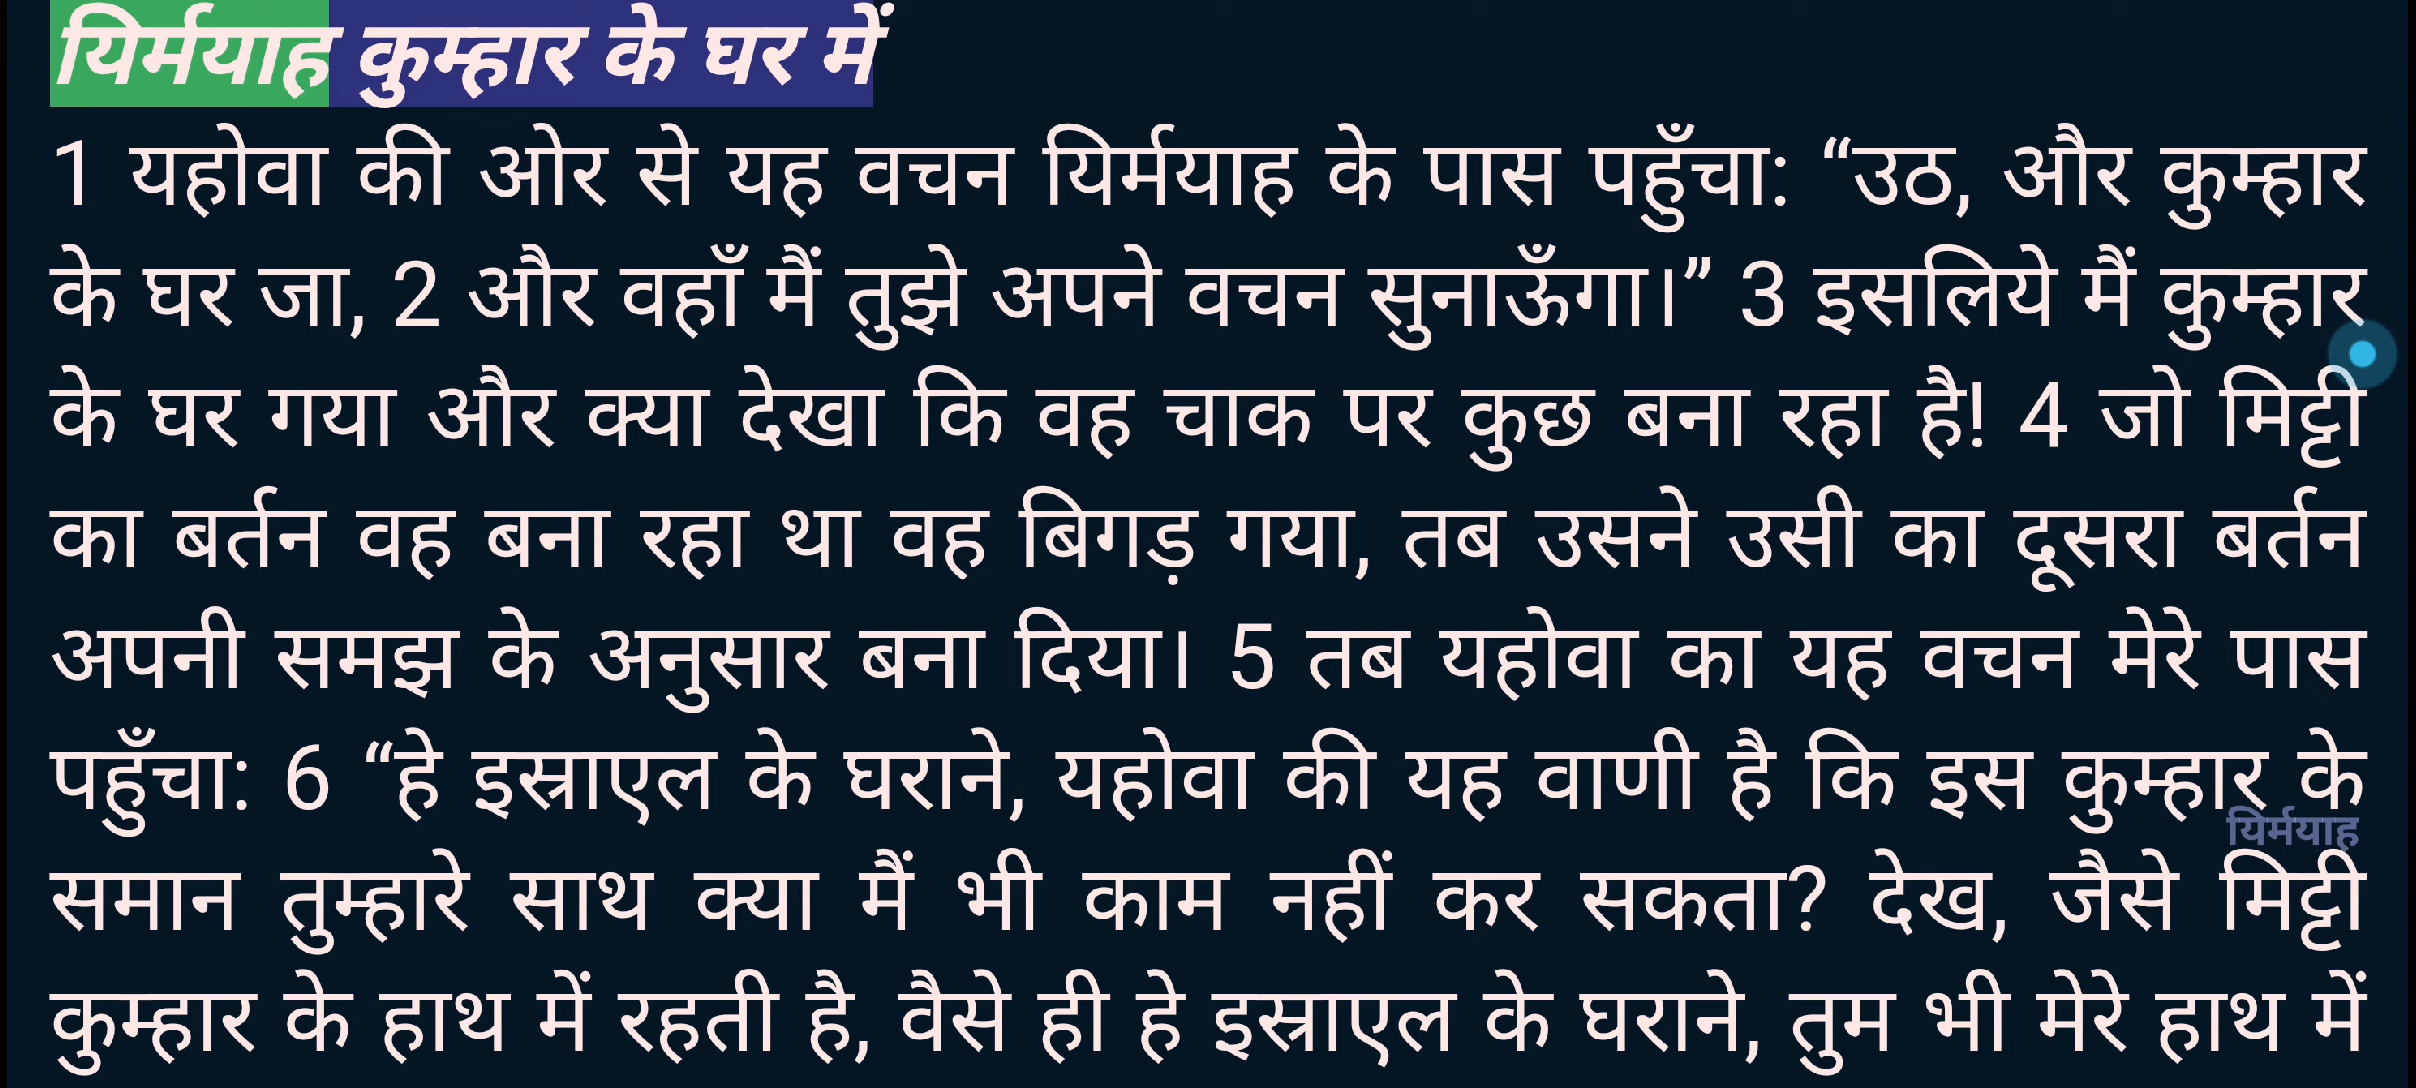 यिर्मयाह कुम्हार के घर में
1 यहोवा की ओर से यह वचन यिर्मयाह के पास पहुँचा: “उठ, और कुम्हार
के घर जा, 2 और वहाँ मैं तुझे अपने वचन सुनाऊँगा।” 3 इसलिये मैं कुम्हार
के घर गया और क्या देखा कि वह चाक पर कुछ बना रहा है! 4 जो मिट्टी
का बर्तन वह बना रहा था वह बिगड़ गया, तब उसने उसी का दूसरा बर्तन
अपनी समझ के अनुसार बना दिया। 5 तब यहोवा का यह वचन मेरे पास
पहुँचा: 6 “हे इस्राएल के घराने, यहोवा की यह वाणी है कि इस कुम्हार के
यिर्मयाह
समान तुम्हारे साथ क्या मैं भी काम नहीं कर सकता? देख, जैसे मिट्टी
कुम्हार के हाथ में रहती है, वैसे ही हे इस्राएल के घराने, तुम भी मेरे हाथ में